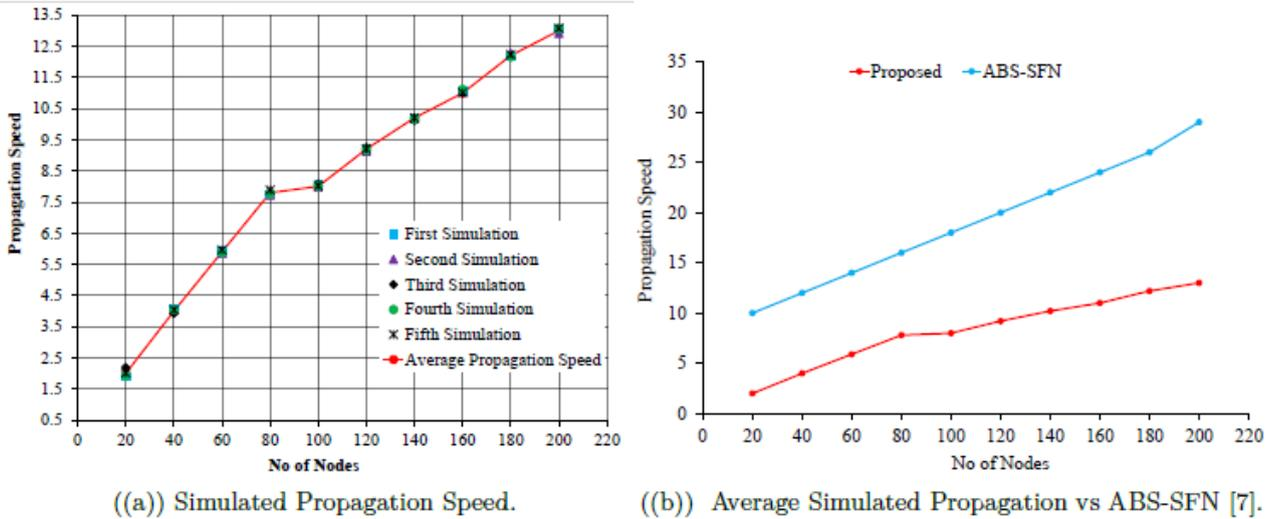 13.5
12.5
11.5
10.5
9.5
8.5
7.5
6.5
5.5
4.5
3.5
2.5
1.5
0.5
Propagation Speed
First Simulation
Second Simulation
Third Simulation
Fourth Simulation
Fifth Simulation
Average Propagation Speed
0 20 40 60 80 100 120 140 160 180 200 220
No of Nodes
((a)) Simulated Propagation Speed.
35
30
25
20
15
10
5
0
Propagation Speed
Proposed ABS-SFN
0 20 40 60 80 100 120 140 160 180 200 220
No of Nodes
((b)) Average Simulated Propagation vs ABS-SFN [7].